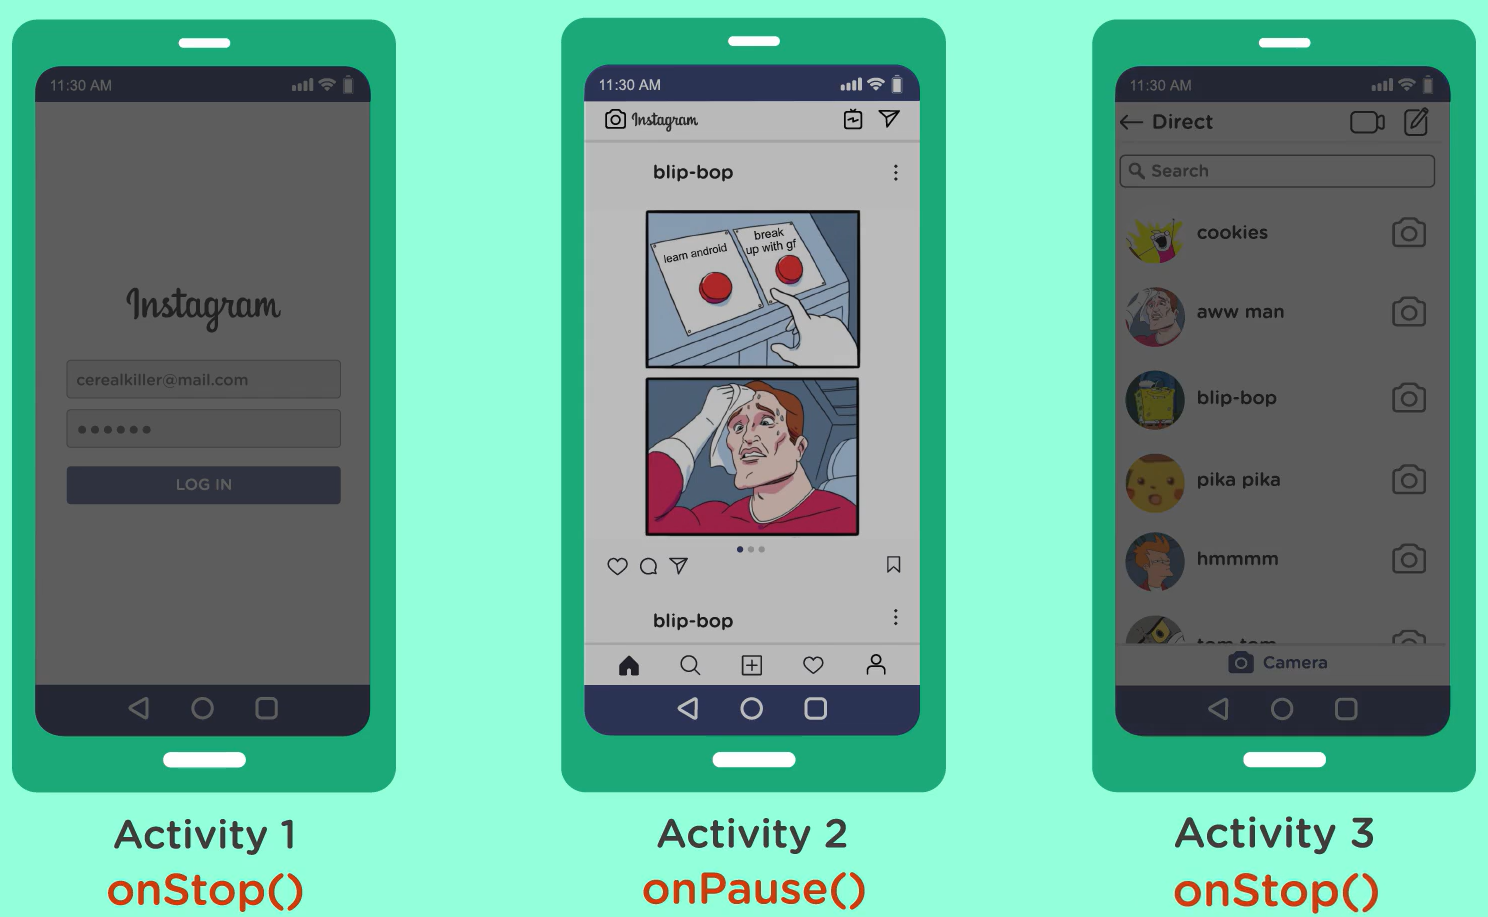 11:30 AM
Instagram
cerealkiller@mail.com
LOG IN
Activity 1
onStop()
11:30 AM
Instagram
blip-bop
learn android
break
up with gf
blip-bop
Activity 2
onPause()
11:30 AM
Direct
Search
cookies
aww man
blip-bop
pika pika
hmmmm
tom tom
Camera
Activity 3
onStop()